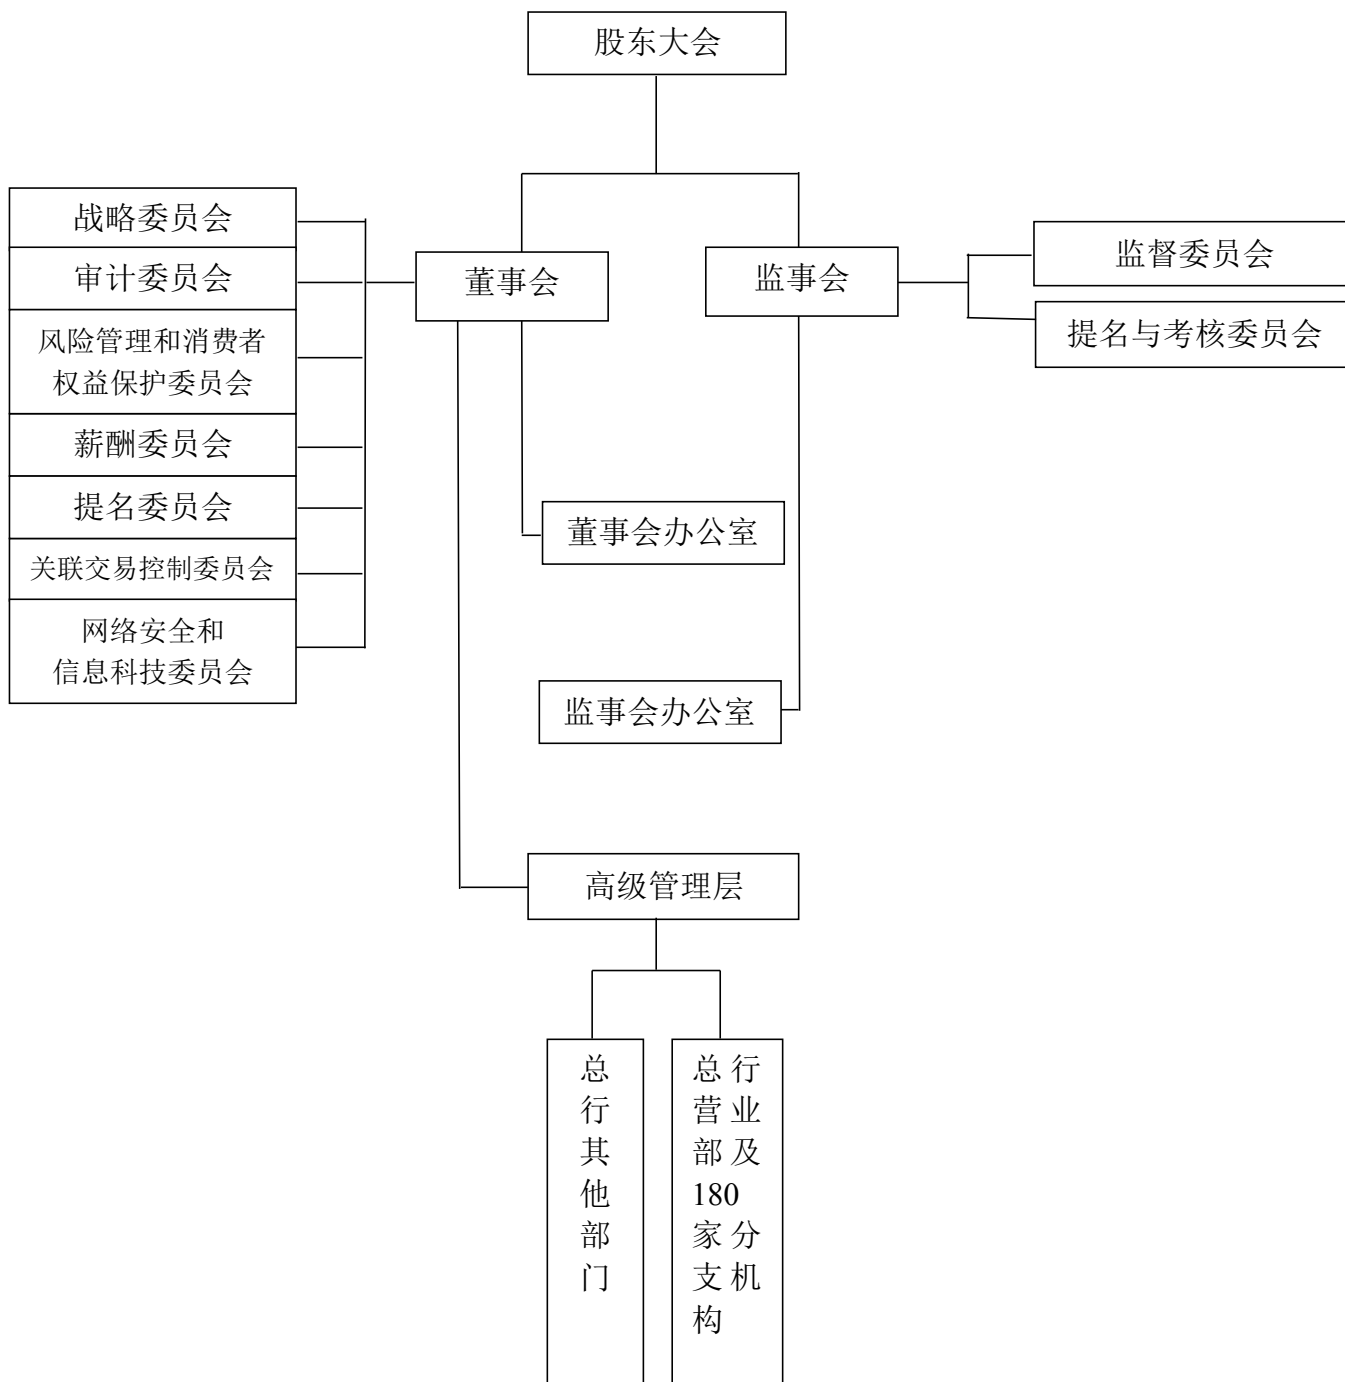 股东大会
战略委员会
审计委员会
风险管理和消费者
权益保护委员会
薪酬委员会
提名委员会
关联交易控制委员会
网络安全和
信息科技委员会
董事会
监事会
监督委员会
提名与考核委员会
董事会办公室
监事会办公室
高级管理层
总
行
其
他
部
门
总行
营业
部及
180
家分
支机
构